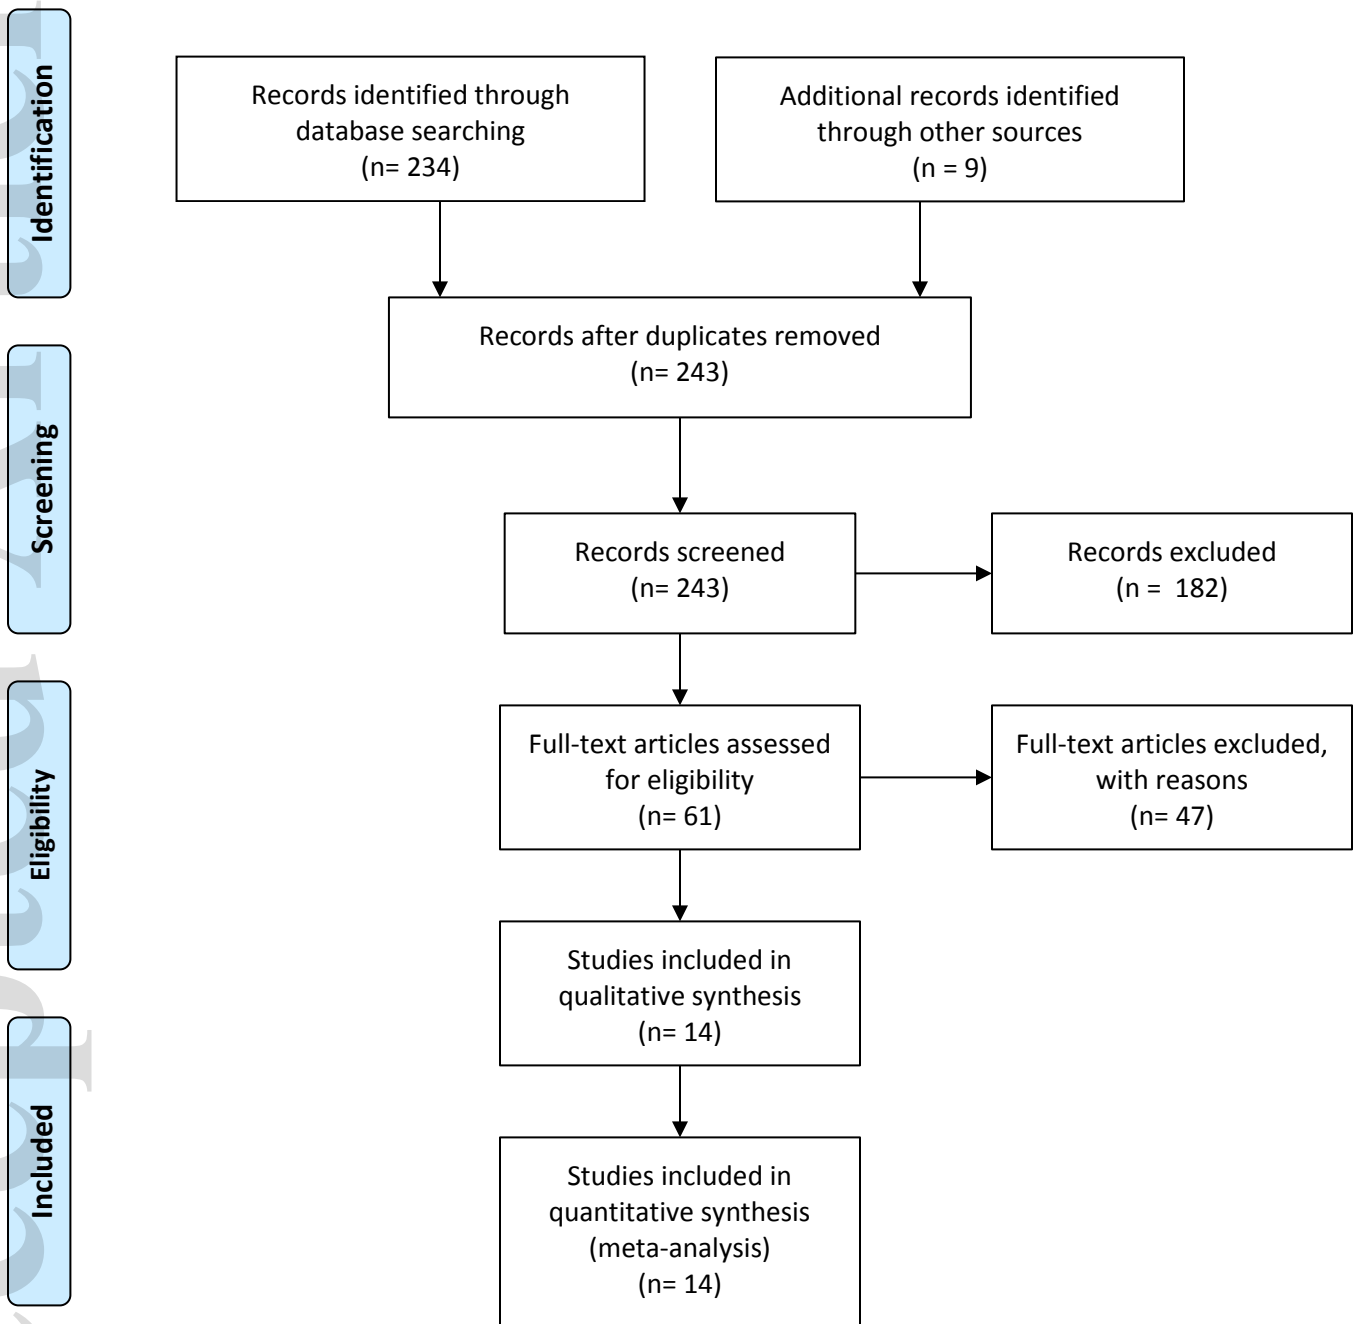 Identification
Records identified through
database searching
(n= 234)
Additional records identified
through other sources
(n = 9)
Records after duplicates removed
(n= 243)
Screening
Records screened
(n= 243)
Records excluded
(n =  182)
Eligibility
Full-text articles assessed
for eligibility
(n= 61)
Full-text articles excluded,
with reasons
(n= 47)
Studies included in
qualitative synthesis
(n= 14)
Included
Studies included in
quantitative synthesis
(meta-analysis)
(n= 14)